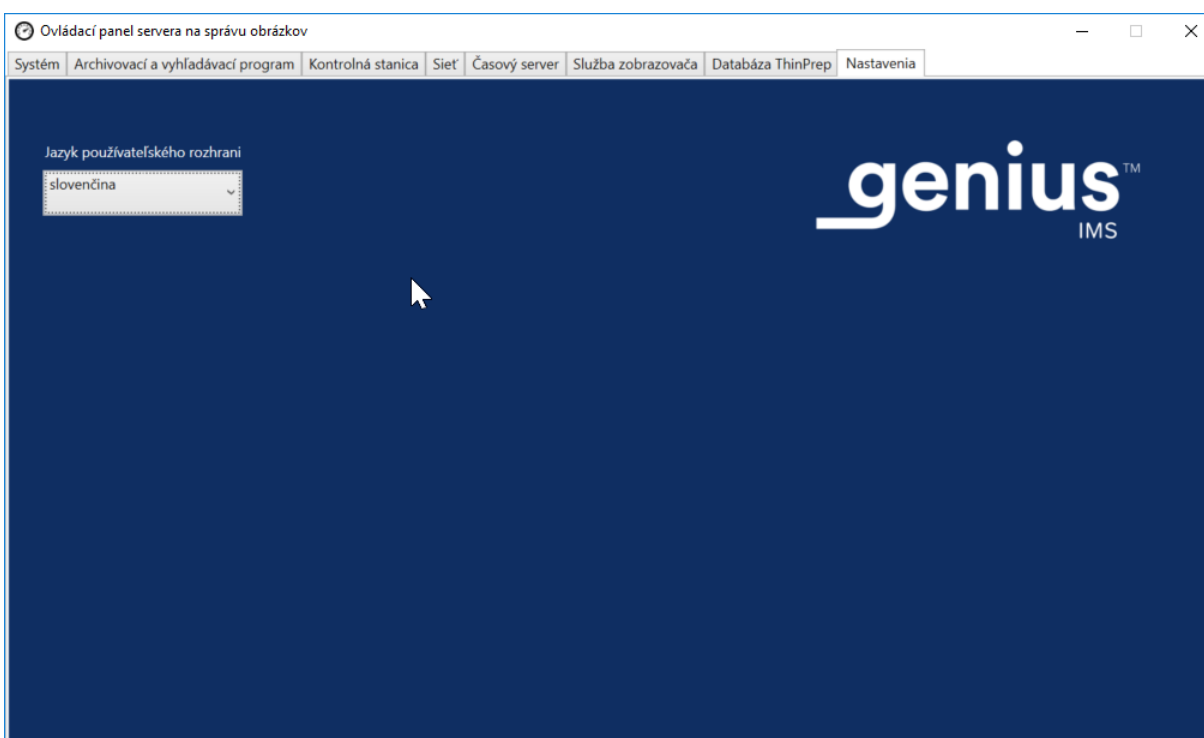 Ovládací panel servera na správu obrázkov
Systém Archivovací a vyhľadávací program Kontrolná stanica Sieť Časový server Služba zobrazovača Databáza ThinPrep Nastavenia
Jazyk používateľského rozhrani
slovenčina
genius™
IMS